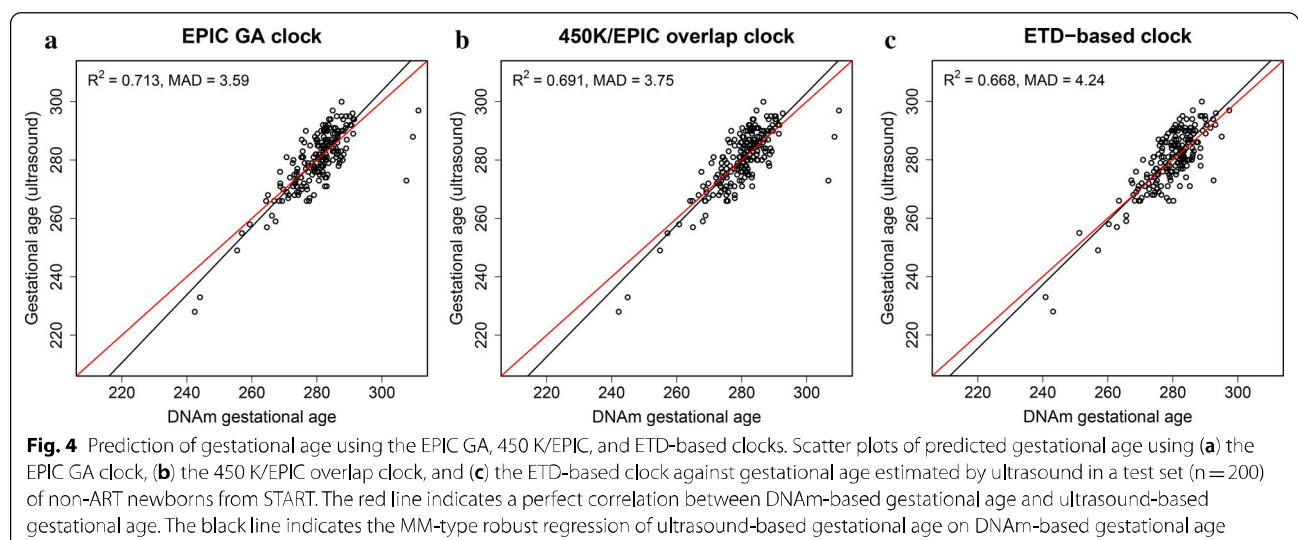 a EPIC GA clock
R² = 0.713, MAD = 3.59
Gestational age (ultrasound)
300
280
260
240
220
220 240 260 280 300
DNAm gestational age
b 450K/EPIC overlap clock
R² = 0.691, MAD = 3.75
Gestational age (ultrasound)
300
280
260
240
220
220 240 260 280 300
DNAm gestational age
c ETD−based clock
R² = 0.668, MAD = 4.24
Gestational age (ultrasound)
300
280
260
240
220
220 240 260 280 300
DNAm gestational age
Fig. 4 Prediction of gestational age using the EPIC GA, 450 K/EPIC, and ETD-based clocks. Scatter plots of predicted gestational age using (a) the
EPIC GA clock, (b) the 450 K/EPIC overlap clock, and (c) the ETD-based clock against gestational age estimated by ultrasound in a test set (n = 200)
of non-ART newborns from START. The red line indicates a perfect correlation between DNAm-based gestational age and ultrasound-based
gestational age. The black line indicates the MM-type robust regression of ultrasound-based gestational age on DNAm-based gestational age